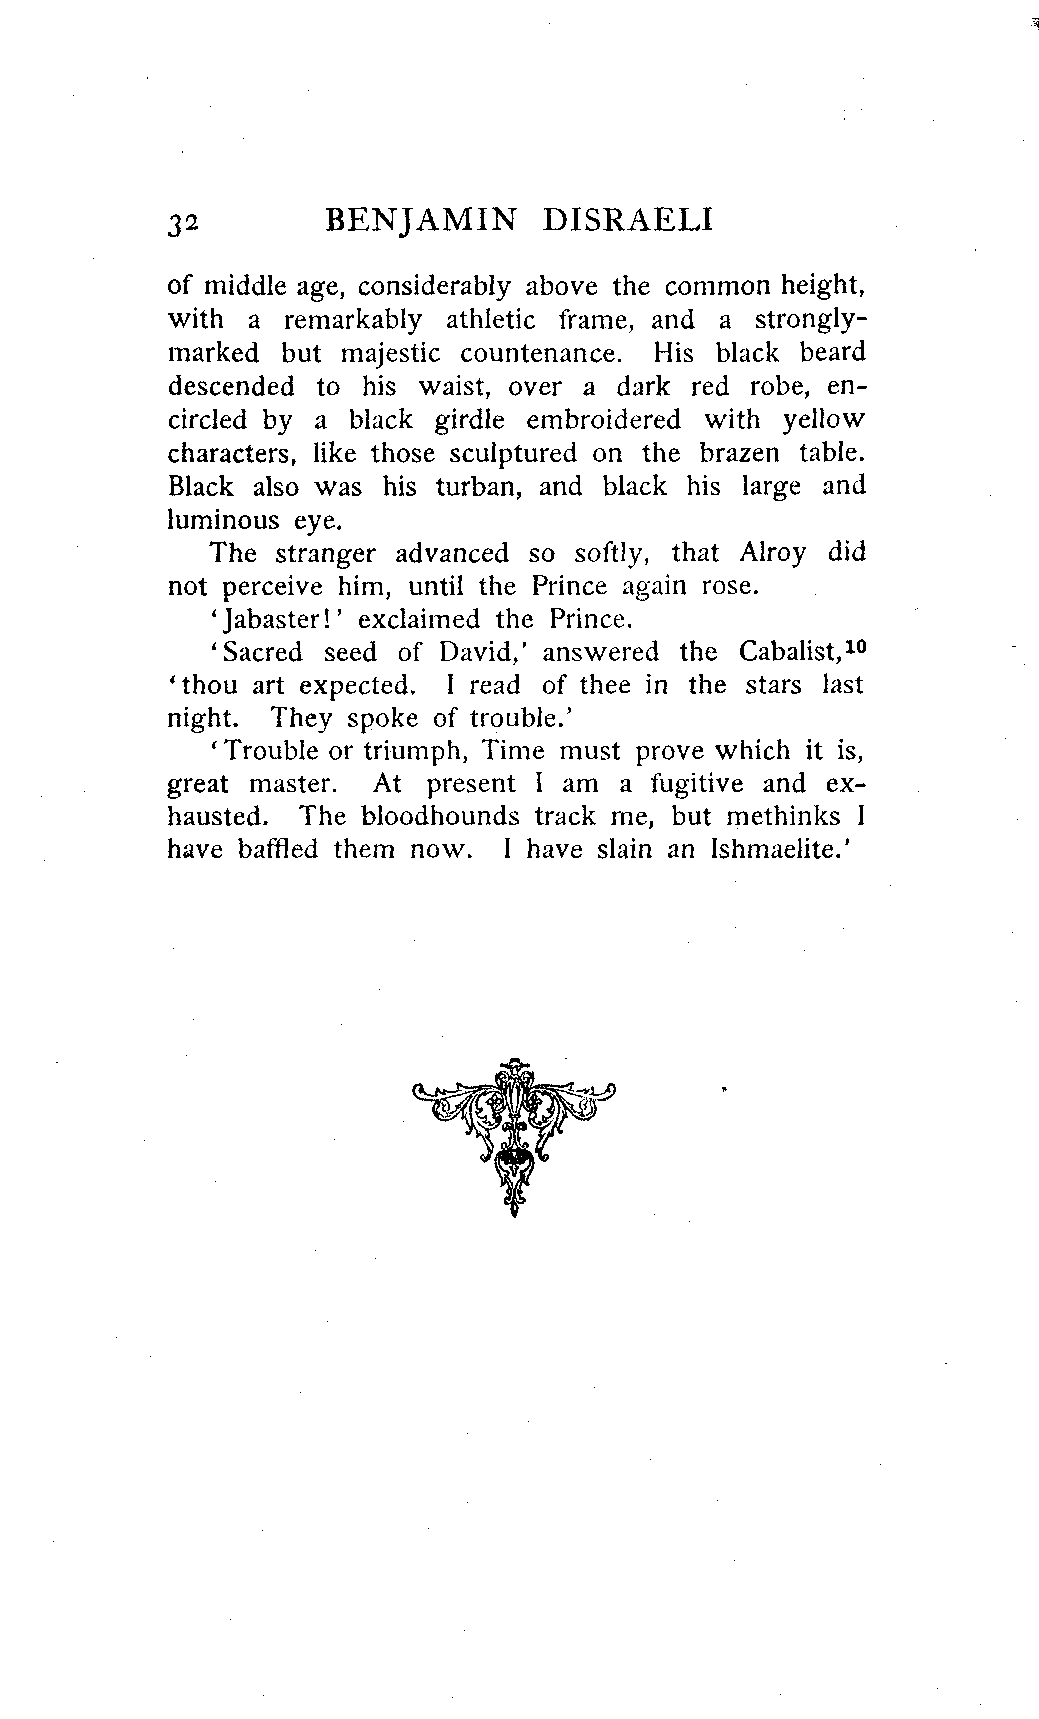 32 BENJAMIN DISRAELI
of middle age, considerably above the common height,
with a remarkably athletic frame, and a strongly-
marked but majestic countenance. His black beard
descended to his waist, over a dark red robe, en-
circled by a black girdle embroidered with yellow
characters, like those sculptured on the brazen table.
Black also was his turban, and black his large and
luminous eye.
The stranger advanced so softly, that Alroy did
not perceive him, until the Prince again rose.
‘Jabaster!’ exclaimed the Prince.
‘Sacred seed of David,’ answered the Cabalist,¹⁰
‘thou art expected. I read of thee in the stars last
night. They spoke of trouble.’
‘Trouble or triumph, Time must prove which it is,
great master. At present I am a fugitive and ex-
hausted. The bloodhounds track me, but methinks I
have baffled them now. I have slain an Ishmaelite.’